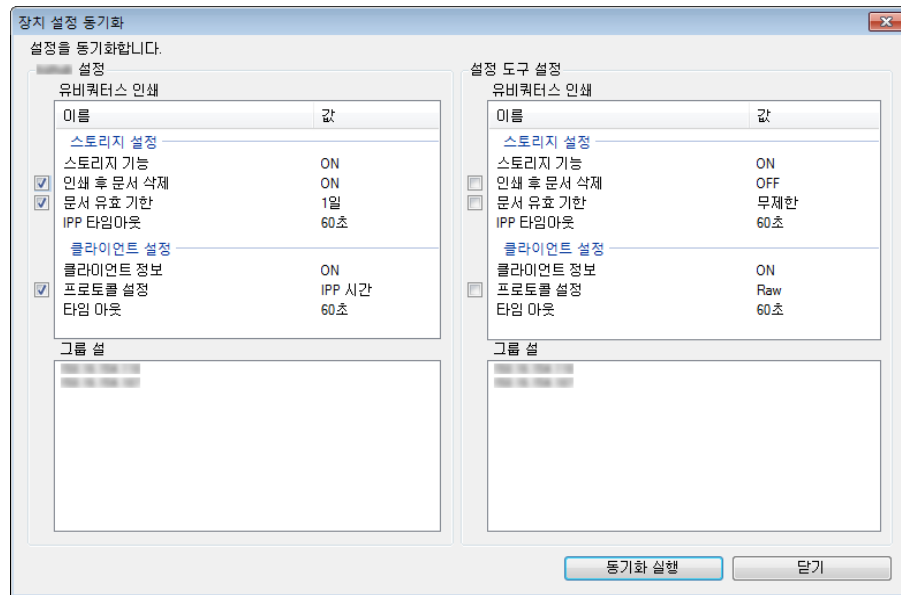 장치 설정 동기화
설정을 동기화합니다.
설정
유비쿼터스 인쇄
이름 값
스토리지 설정
스토리지 기능 ON
인쇄 후 문서 삭제 ON
문서 유효 기한 1일
IPP 타임아웃 60초
클라이언트 설정
클라이언트 정보 ON
프로토콜 설정 IPP 시간
타임 아웃 60초
그룹 설
설정 도구 설정
유비쿼터스 인쇄
이름 값
스토리지 설정
스토리지 기능 ON
인쇄 후 문서 삭제 OFF
문서 유효 기한 무제한
IPP 타임아웃 60초
클라이언트 설정
클라이언트 정보 ON
프로토콜 설정 Raw
타임 아웃 60초
그룹 설
동기화 실행 닫기